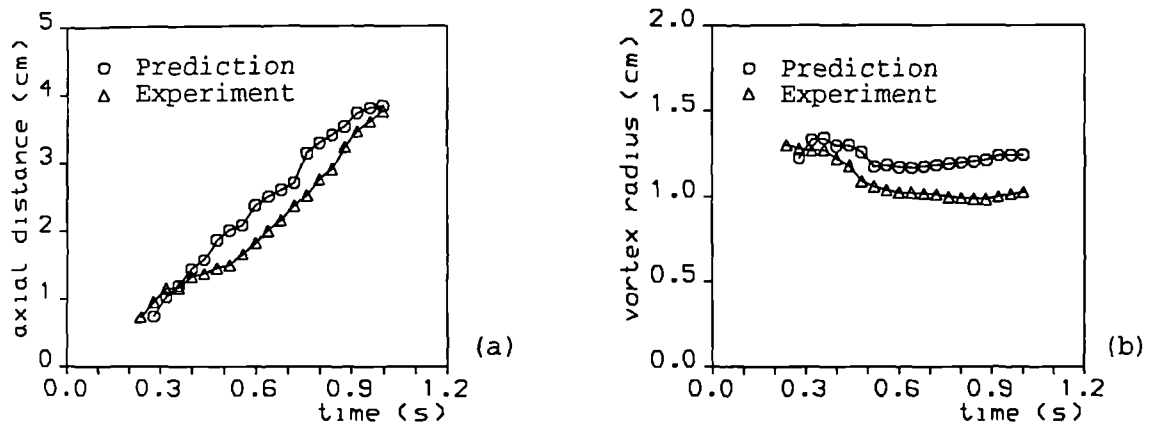 axial distance (cm)
5
4
3
2
1
0
Prediction
Experiment
0.0 0.3 0.6 0.9 1.2
time (s)
(a)
vortex radius (cm)
2.0
1.5
1.0
0.5
0.0
Prediction
Experiment
0.0 0.3 0.6 0.9 1.2
time (s)
(b)